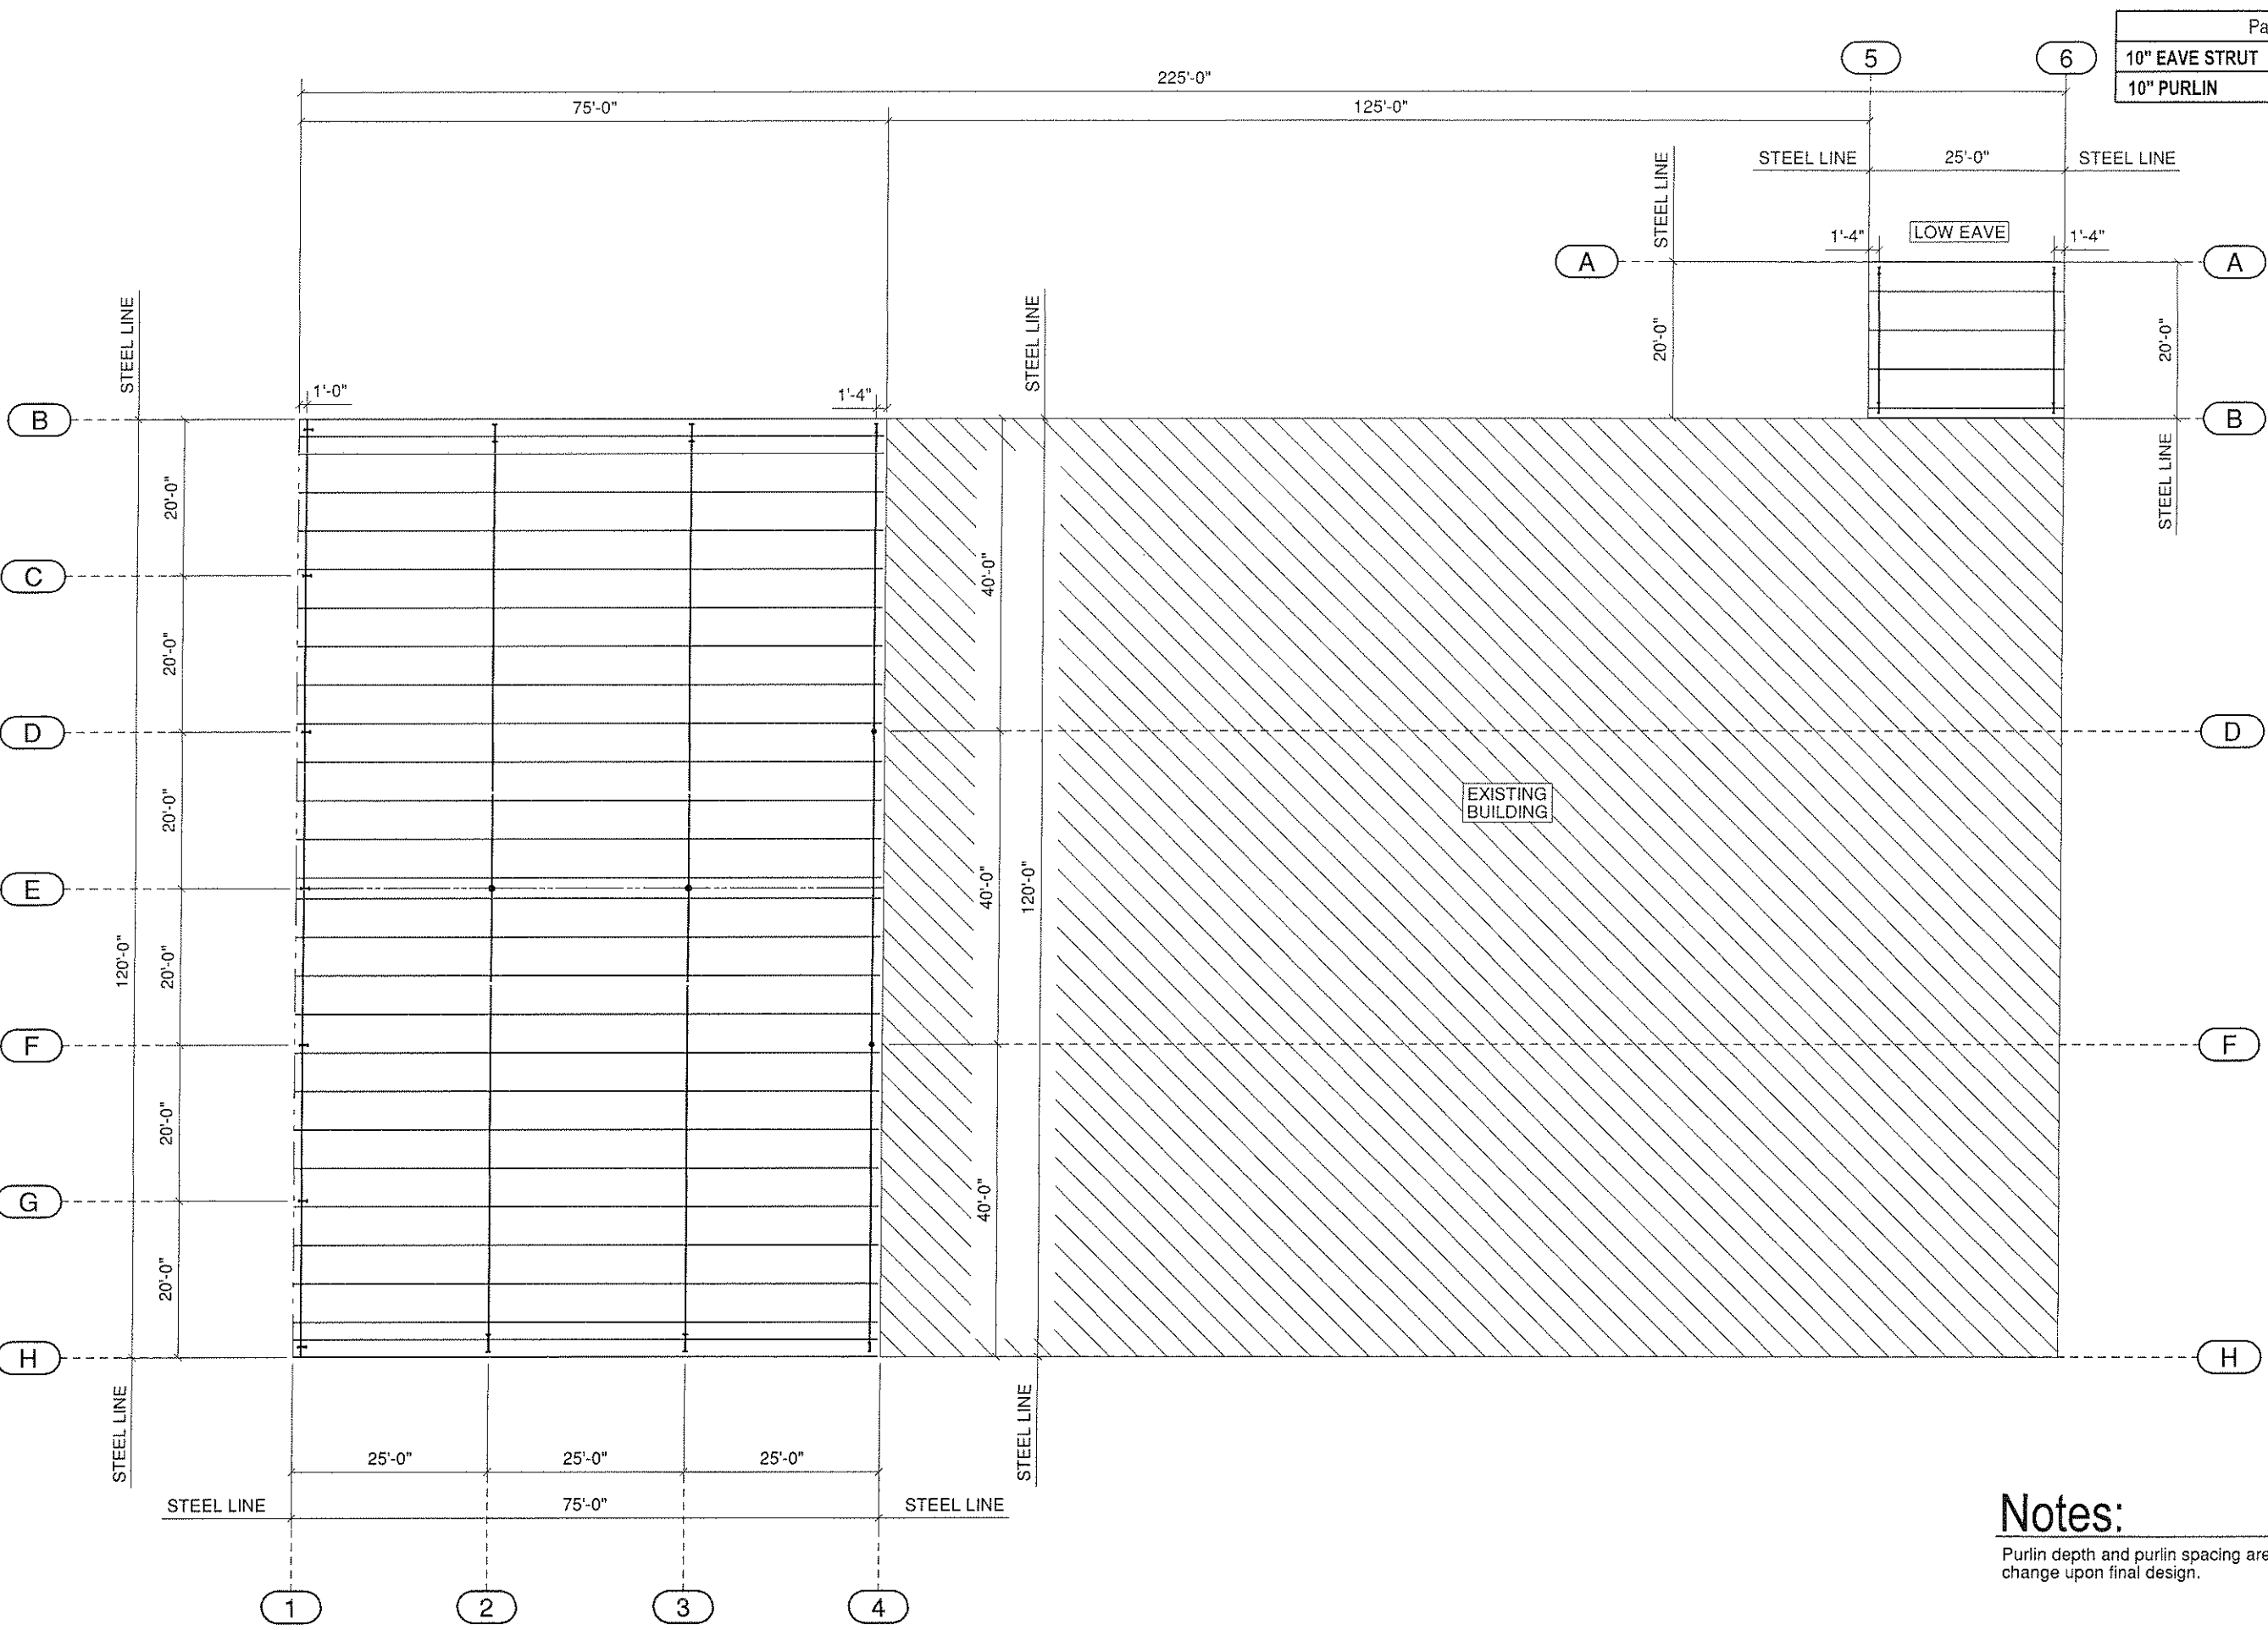 Pa
10" EAVE STRUT
10" PURLIN
5
6
225'-0"
75'-0"
125'-0"
STEEL LINE
25'-0"
STEEL LINE
STEEL LINE
1'-4"
LOW EAVE
1'-4"
A
A
20'-0"
20'-0"
STEEL LINE
STEEL LINE
1'-0"
1'-4"
B
B
STEEL LINE
20'-0"
40'-0"
C
20'-0"
D
D
20'-0"
EXISTING
BUILDING
E
40'-0"
120'-0"
120'-0"
20'-0"
F
F
20'-0"
40'-0"
G
20'-0"
H
H
STEEL LINE
STEEL LINE
25'-0"
25'-0"
25'-0"
STEEL LINE
75'-0"
STEEL LINE
1
2
3
4
Notes:
Purlin depth and purlin spacing are
change upon final design.